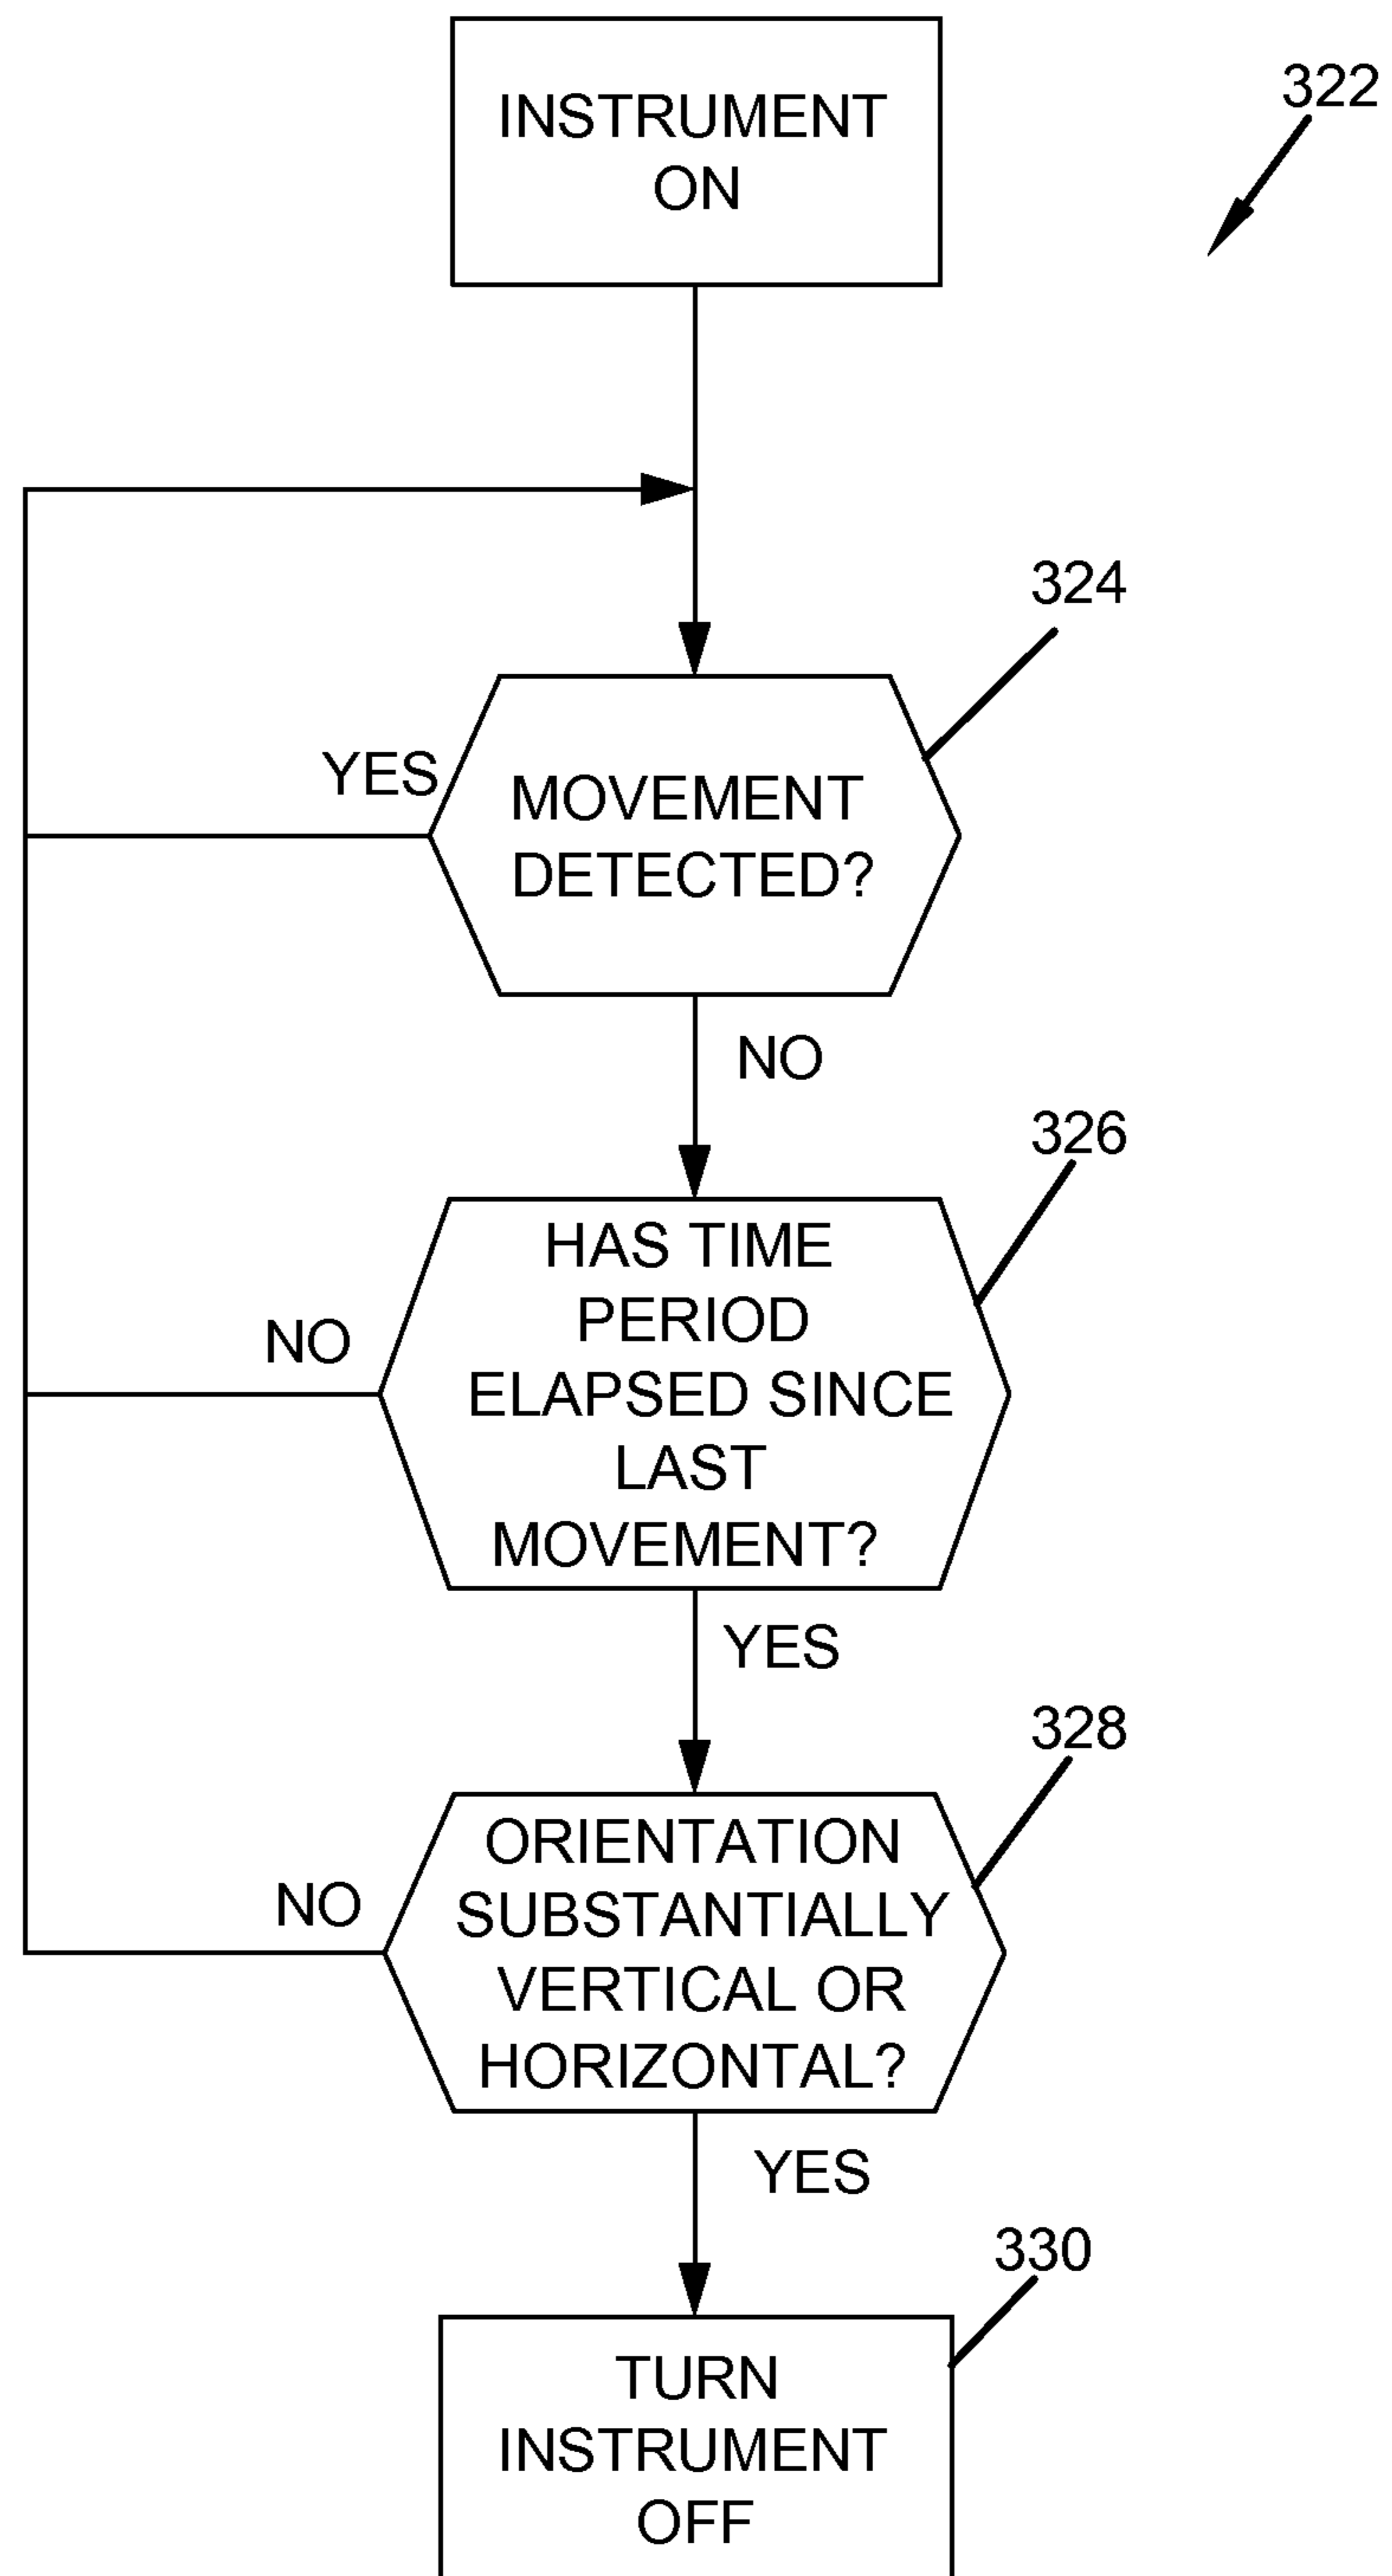 INSTRUMENT
ON
322
324
YES
MOVEMENT
DETECTED?
NO
326
HAS TIME
PERIOD
NO
ELAPSED SINCE
LAST
MOVEMENT?
YES
328
ORIENTATION
NO
SUBSTANTIALLY
VERTICAL OR
HORIZONTAL?
YES
330
TURN
INSTRUMENT
OFF